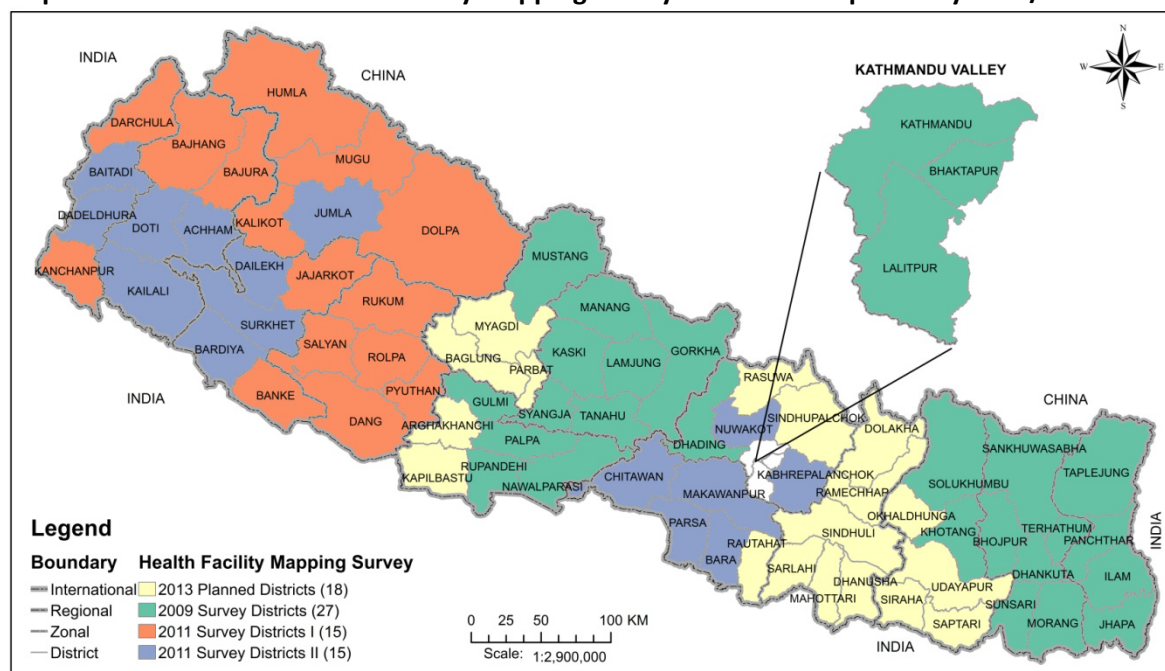 INDIA
CHINA
KATHMANDU VALLEY
N
W
E
S
HUMLA
DARCHULA
BAJHANG
KATHMANDU
MUGU
BAJURA
BAITADI
BHAKTAPUR
JUMLA
DADELDHURA
KALIKOT
DOTI
ACHHAM
DOLPA
MUSTANG
LALITPUR
DAILEKH
JAJARKOT
KANCHANPUR
KAILALI
RUKUM
MANANG
SURKHET
MYAGDI
GORKHA
SALYAN
BARDIYA
ROLPA
BAGLUNG
KASKI
LAMJUNG
PARBAT
RASUWA
INDIA
BANKE
PYUTHAN
GULMI
SYANGJA
TANAHU
SINDHUPALCHOK
CHINA
DANG
ARGHAKHANCHI
NUWAKOT
DOLAKHA
PALPA
DHADING
SANKHUWASABHA
RUPANDEHI
KAPILBASTU
CHITAWAN
KABHREPALANCHOK
TAPLEJUNG
NAWALPARASI
MAKAWANPUR
RAMECHHAP
SOLUKHUMBU
OKHALDHUNGA
PARSA
SINDHULI
KHOTANG
TERHATHUM
RAUTAHAT
BHOJPUR
PANCHTHAR
INDIA
BARA
SARLAHI
DHANKUTA
DHANUSHA
UDAYAPUR
ILAM
MAHOTTARI
SIRAHA
SUNSARI
SAPTARI
MORANG
JHAPA
INDIA
Legend
Boundary
International
Regional
Zonal
District
Health Facility Mapping Survey
2013 Planned Districts (18)
2009 Survey Districts (27)
2011 Survey Districts I (15)
2011 Survey Districts II (15)
0 25 50 100 KM
Scale: 1:2,900,000